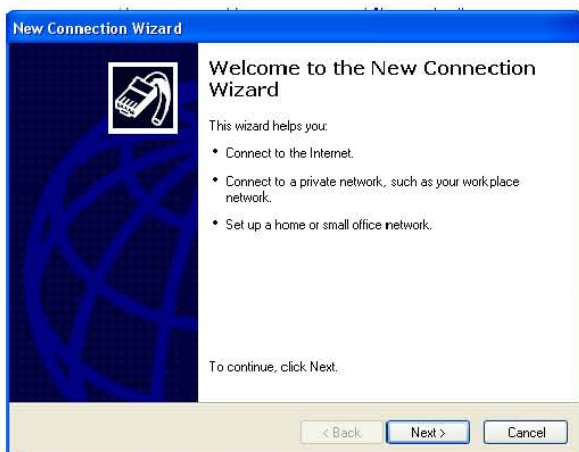 New Connection Wizard
Welcome to the New Connection
Wizard
This wizard helps you:
• Connect to the Internet.
• Connect to a private network, such as your workplace
network.
• Set up a home or small office network.
To continue, click Next.
< Back
Next >
Cancel